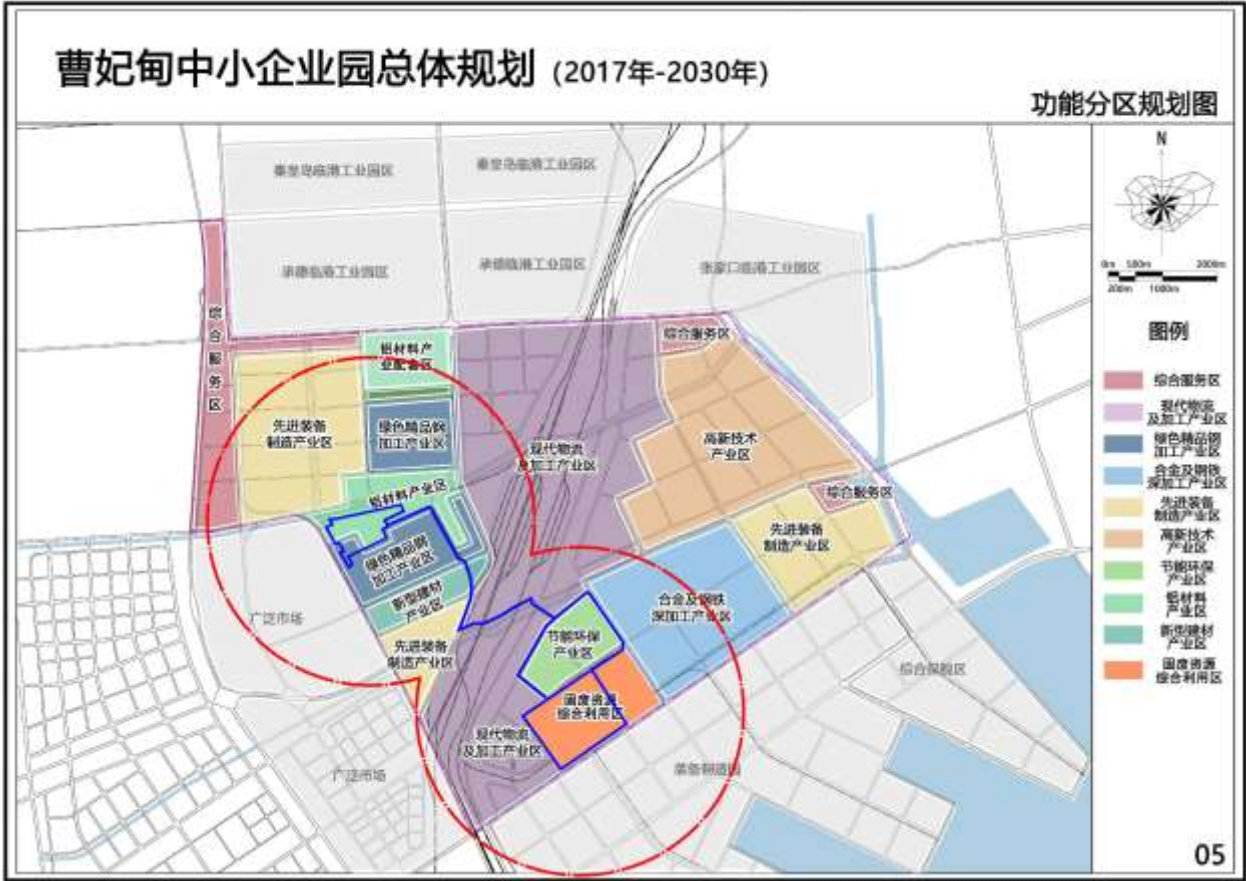 曹妃甸中小企业园总体规划 (2017年-2030年)
功能分区规划图
N
0m 500m 2000m
200m 1000m
图例
综合服务区
现代物流
及加工产业区
绿色精品钢
加工产业区
合金及钢铁
深加工产业区
先进装备
制造产业区
高新技术
产业区
节能环保
产业区
铝材料
产业区
新型建材
产业区
固废资源
综合利用区
秦皇岛临港工业园区
秦皇岛临港工业园区
承德临港工业园区
承德临港工业园区
张家口临港工业园区
综合服务区
综合服务区
铝材料产
业配套区
先进装备
制造产业区
绿色精品钢
加工产业区
现代物流
及加工产业区
高新技术
产业区
铝材料产业区
综合服务区
先进装备
制造产业区
绿色精品钢
加工产业区
新型建材
产业区
合金及钢铁
深加工产业区
广泛市场
先进装备
制造产业区
节能环保
产业区
综合保税区
固废资源
综合利用区
现代物流
及加工产业区
广泛市场
装备制造园
05